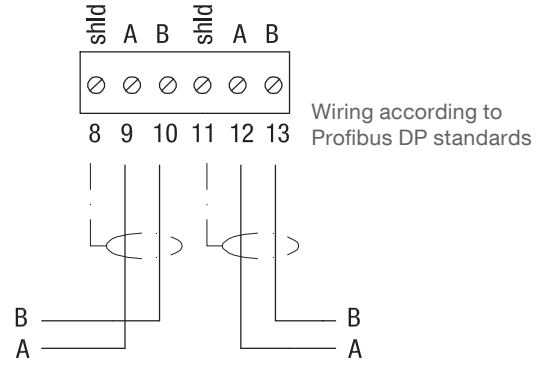 shld A B shld A B
8 9 10 11 12 13
Wiring according to
Profibus DP standards
B B
A A